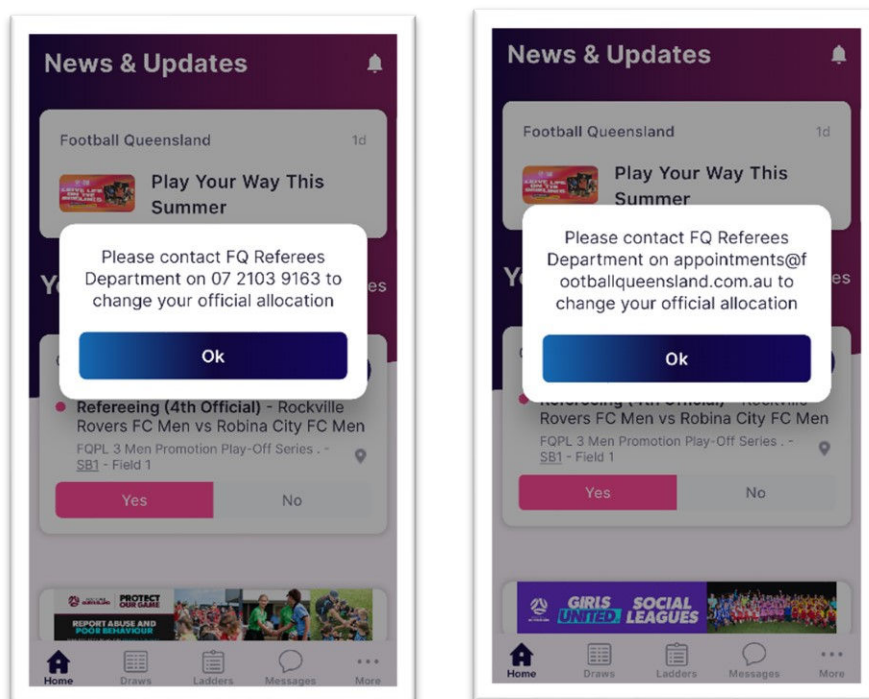 News & Updates
Football Queensland 1d
Play Your Way This
Summer
Please contact FQ Referees
Department on 07 2103 9163 to
change your official allocation
Ok
Refereeing (4th Official) - Rockville
Rovers FC Men vs Robina City FC Men
FQPL 3 Men Promotion Play-Off Series . -
SB1 - Field 1
Yes No
PROTECT
OUR GAME
REPORT ABUSE AND
POOR BEHAVIOUR
Home Draws Ladders Messages More
News & Updates
Football Queensland 1d
Play Your Way This
Summer
Please contact FQ Referees
Department on appointments@f
ootballqueensland.com.au to
change your official allocation
Ok
Refereeing (4th Official) - Rockville
Rovers FC Men vs Robina City FC Men
FQPL 3 Men Promotion Play-Off Series . -
SB1 - Field 1
Yes No
GIRLS SOCIAL
UNITED LEAGUES
Home Draws Ladders Messages More